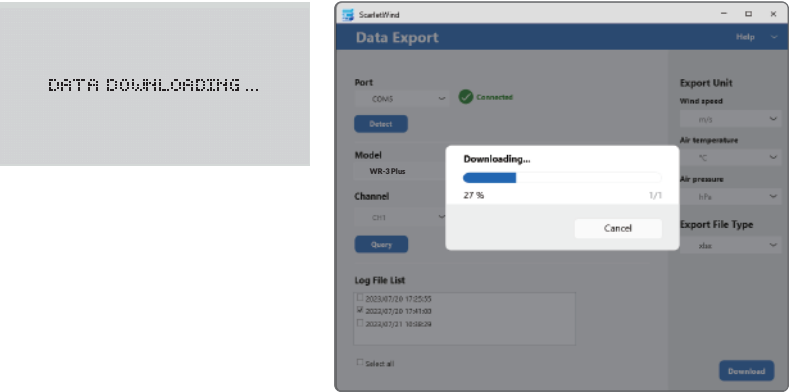 DATA DOWNLOADING...
ScarletWind
Data Export
Help
Port
COM5
Connected
Detect
Model
WR-3 Plus
Channel
CH1
Query
Log File List
2023/07/20 17:25:35
2023/07/20 17:41:00
2023/07/21 10:08:29
Select all
Downloading...
27 %
1/1
Cancel
Export Unit
Wind speed
m/s
Air temperature
°C
Air pressure
hPa
Export File Type
xlsx
Download